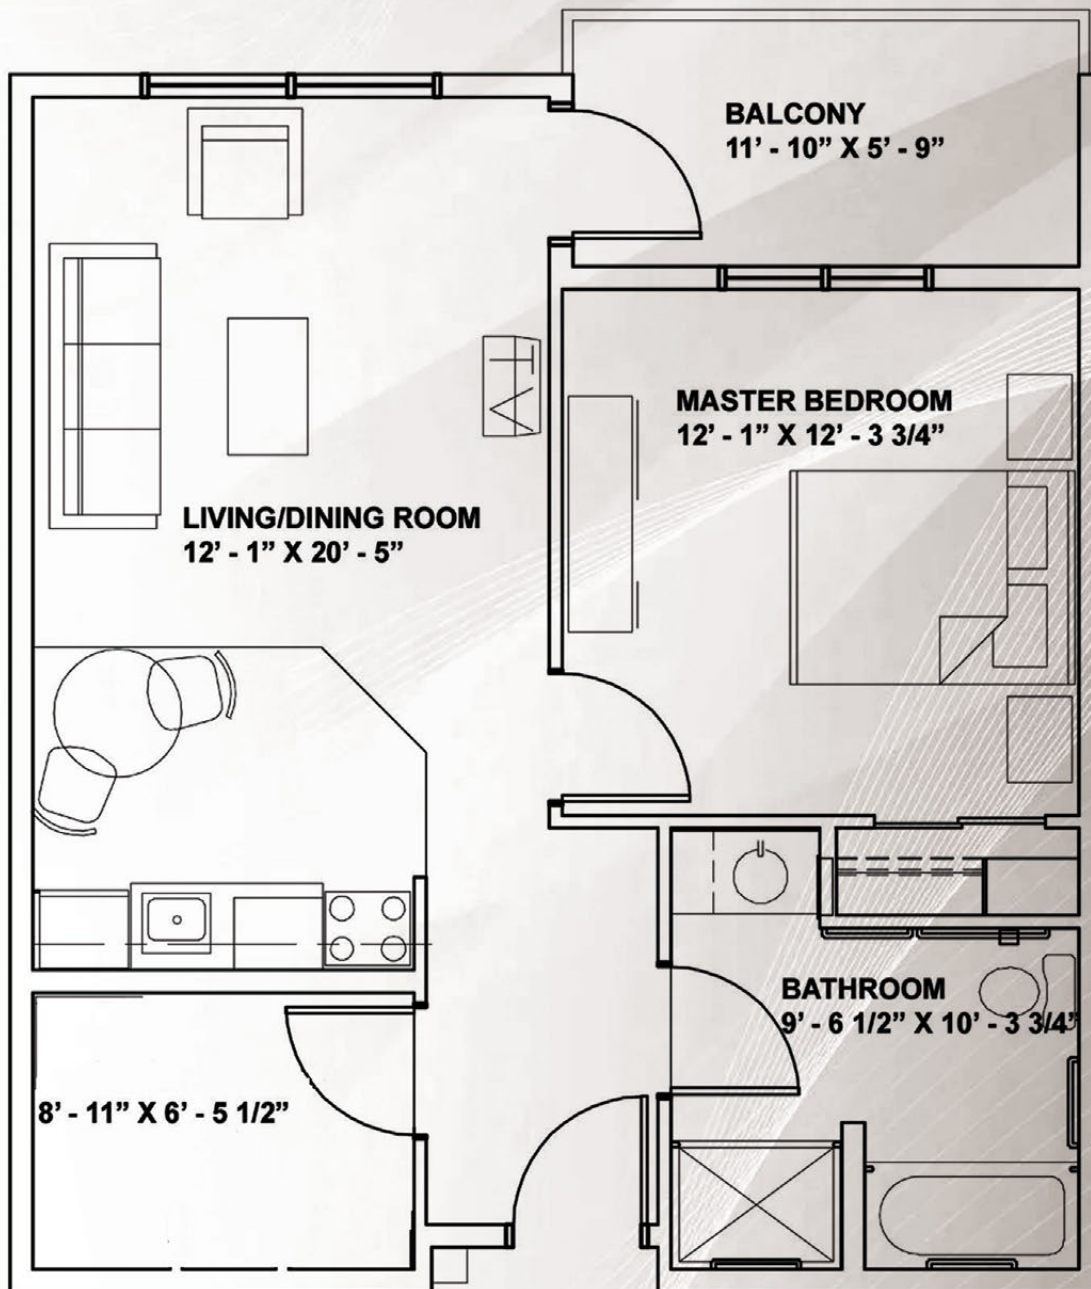 BALCONY
11’ - 10” X 5’ - 9”
MASTER BEDROOM
12’ - 1” X 12’ - 3 3/4”
TV
LIVING/DINING ROOM
12’ - 1” X 20’ - 5”
BATHROOM
9’ - 6 1/2” X 10’ - 3 3/4”
8’ - 11” X 6’ - 5 1/2”